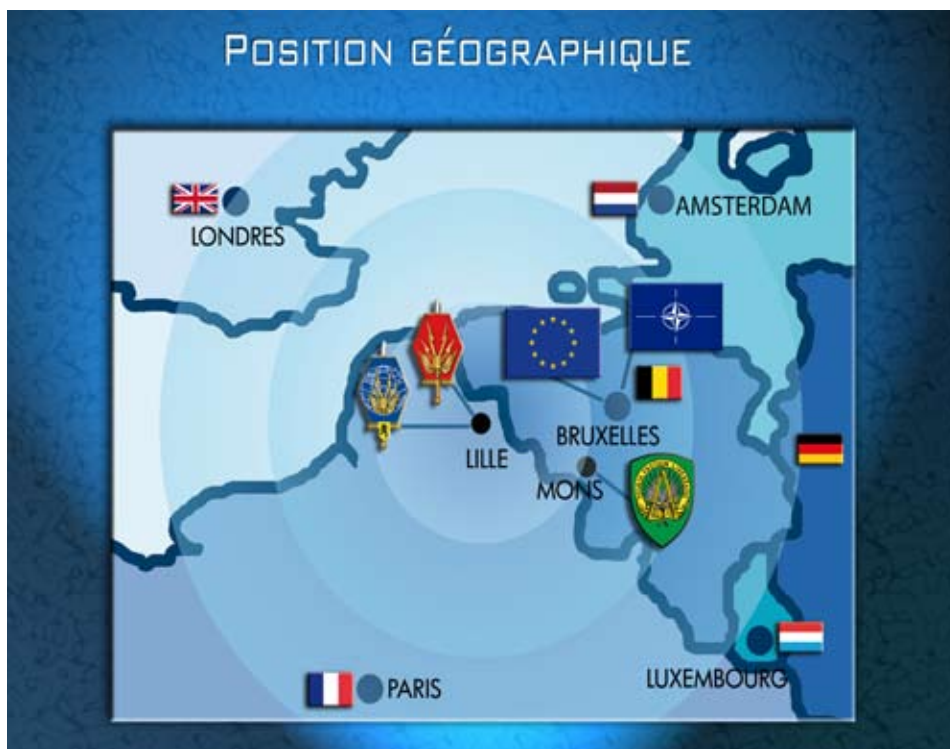 POSITION GÉOGRAPHIQUE
LONDRES
AMSTERDAM
BRUXELLES
LILLE
MONS
LUXEMBOURG
PARIS